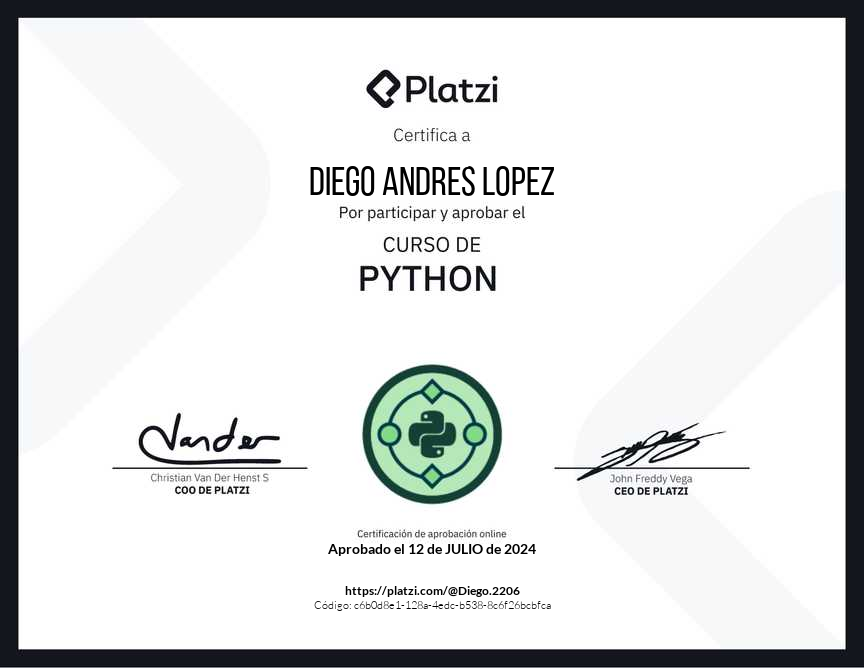 Platzi
Certifica a
DIEGO ANDRES LOPEZ
Por participar y aprobar el
CURSO DE
PYTHON
Vander
Christian Van Der Henst S
COO DE PLATZI
John Freddy Vega
CEO DE PLATZI
Certificación de aprobación online
Aprobado el 12 de JULIO de 2024
https://platzi.com/@Diego.2206
Código: c6b0d8e1-128a-4edc-b538-8c6f26bcbfca